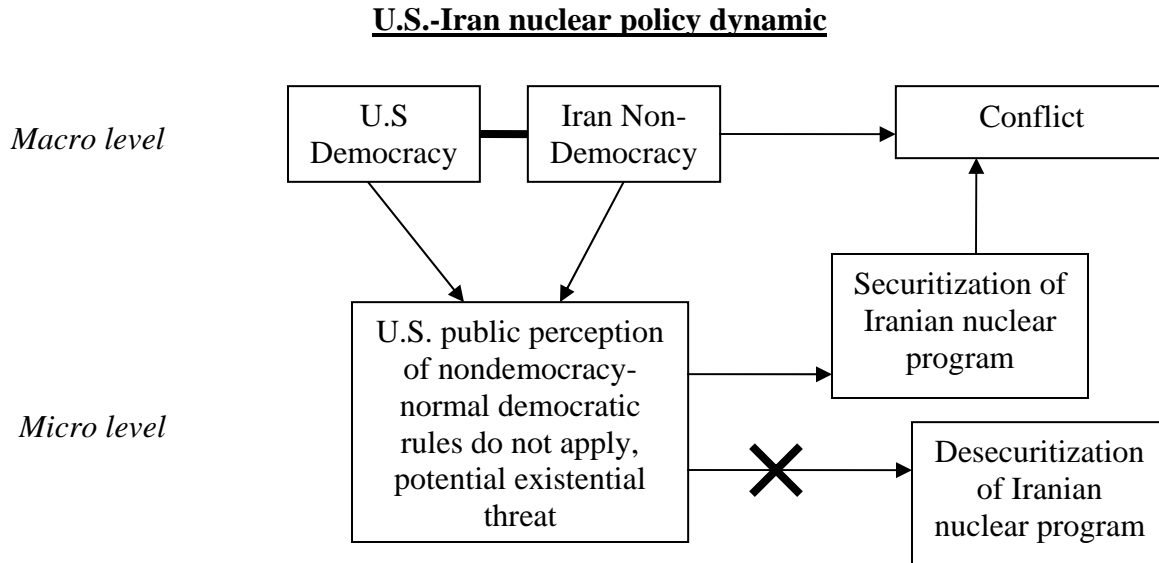 U.S.-Iran nuclear policy dynamic
Macro level
U.S
Democracy
Iran Non-
Democracy
Conflict
Securitization of
Iranian nuclear
program
Micro level
U.S. public perception
of nondemocracy-
normal democratic
rules do not apply,
potential existential
threat
Desecuritization
of Iranian
nuclear program